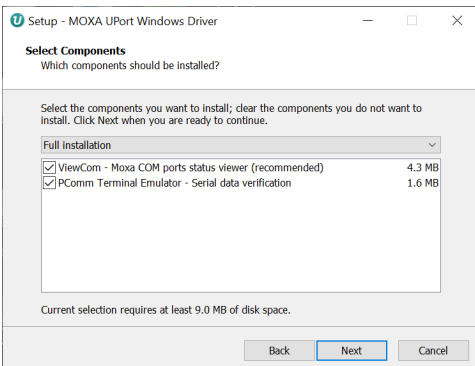 Setup - MOXA UPort Windows Driver
Select Components
Which components should be installed?
Select the components you want to install; clear the components you do not want to
install. Click Next when you are ready to continue.
Full installation
ViewCom - Moxa COM ports status viewer (recommended) 4.3 MB
PComm Terminal Emulator - Serial data verification 1.6 MB
Current selection requires at least 9.0 MB of disk space.
Back Next Cancel